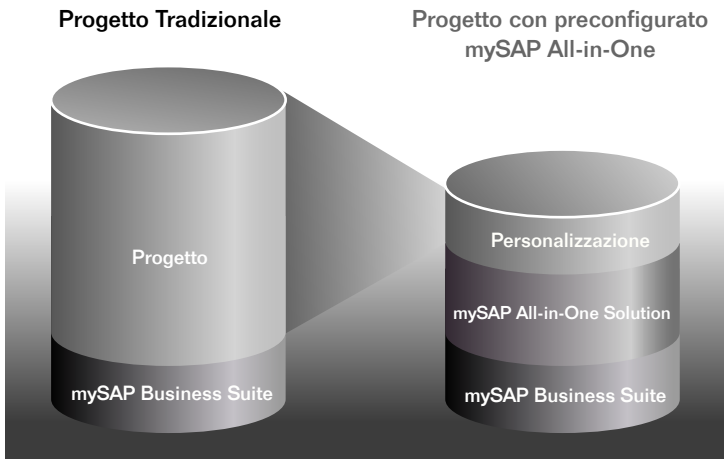 Progetto Tradizionale
Progetto con preconfigurato
mySAP All-in-One
Progetto
mySAP Business Suite
Personalizzazione
mySAP All-in-One Solution
mySAP Business Suite